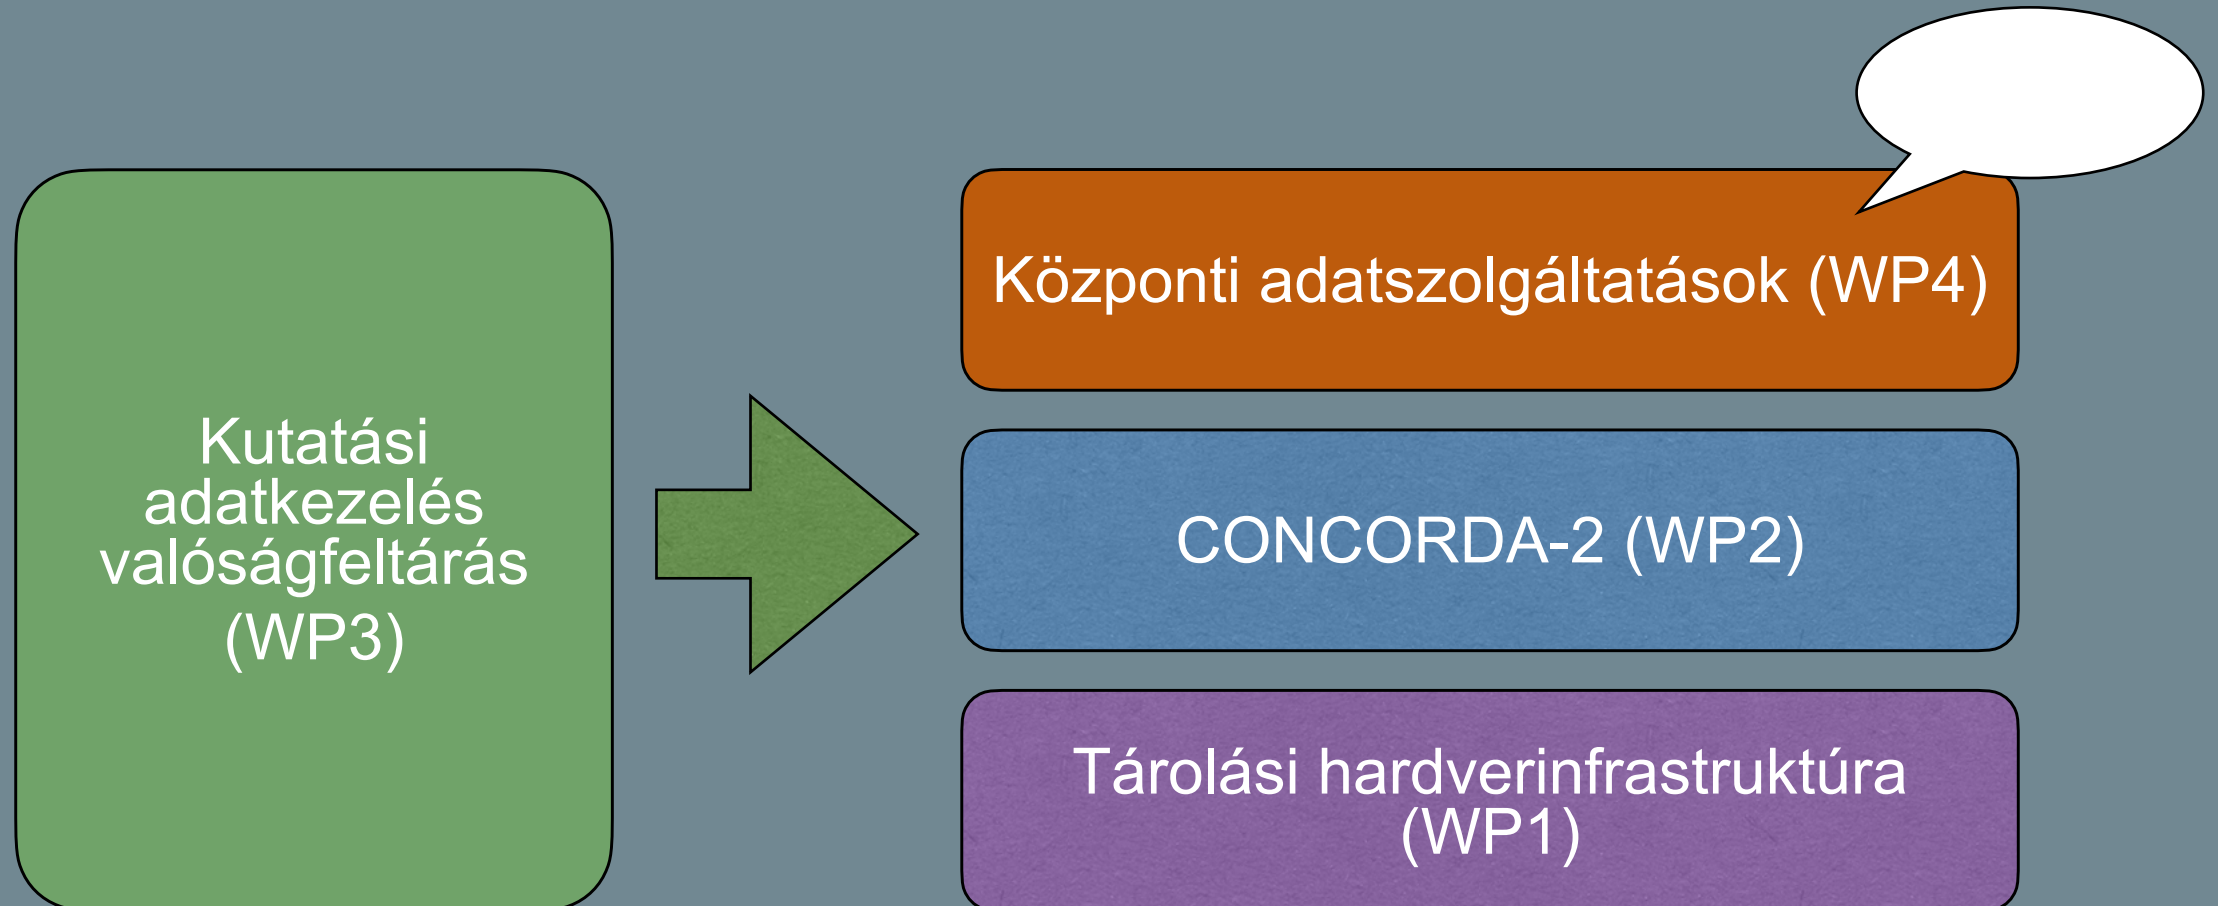 Kutatási
adatkezelés
valóságfeltárás
(WP3)
Központi adatszolgáltatások (WP4)
CONCORDA-2 (WP2)
Tárolási hardverinfrastruktúra
(WP1)